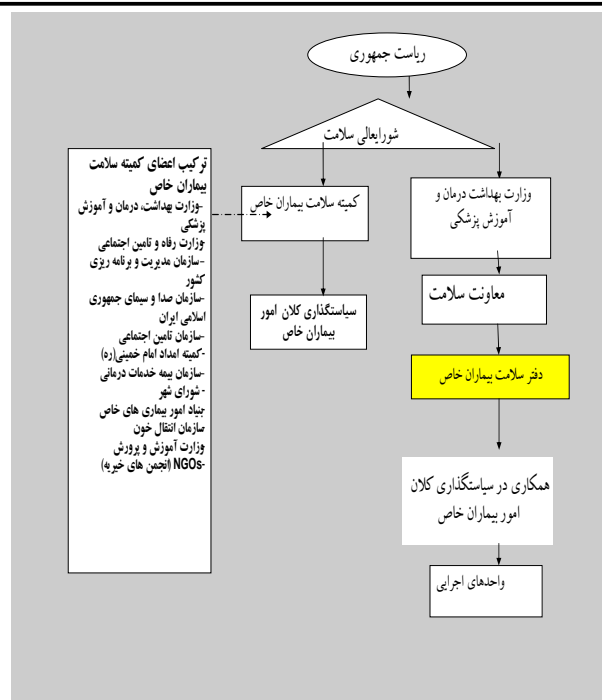 ریاست جمهوری
شورایعالی سلامت
وزارت بهداشت درمان و
آموزش پزشکی
معاونت سلامت
دفتر سلامت بیماران خاص
همکاری در سیاستگذاری کلان
امور بیماران خاص
واحدهای اجرایی
کمیته سلامت بیماران خاص
سیاستگذاری کلان امور
بیماران خاص
ترکیب اعضای کمیته سلامت
بیماران خاص
-وزارت بهداشت، درمان و آموزش
پزشکی
-وزارت رفاه و تامین اجتماعی
-سازمان مدیریت و برنامه ریزی
کشور
-سازمان صدا و سیمای جمهوری
اسلامی ایران
-سازمان تامین اجتماعی
-کمیته امداد امام خمینی(ره)
-سازمان بیمه خدمات درمانی
- شورای شهر
-بنیاد امور بیماری های خاص
-سازمان انتقال خون
-وزارت آموزش و پرورش
-NGOs (انجمن های خیریه)